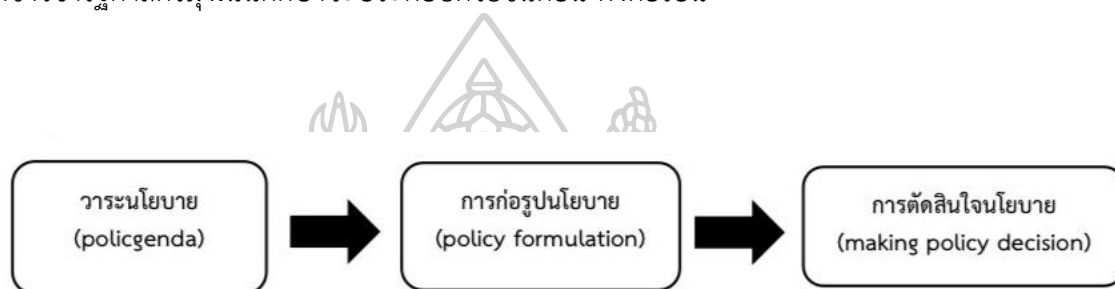 วาระนโยบาย
(policgenda)
การก่อรูปนโยบาย
(policy formulation)
การตัดสินใจนโยบาย
(making policy decision)